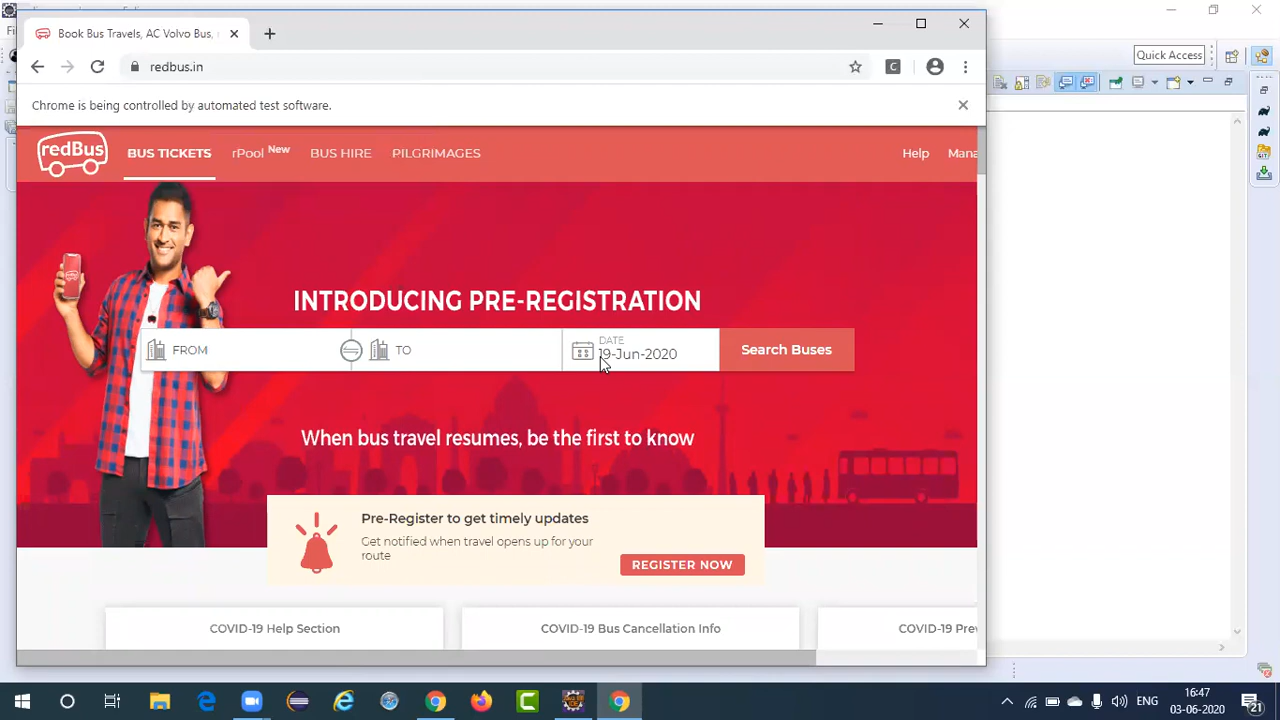 Book Bus Travels, AC Volvo Bus,
redbus.in
Chrome is being controlled by automated test software.
Quick Access
redBus
BUS TICKETS
rPool New
BUS HIRE
PILGRIMAGES
Help
Mana
INTRODUCING PRE-REGISTRATION
FROM
TO
DATE
19-Jun-2020
Search Buses
When bus travel resumes, be the first to know
Pre-Register to get timely updates
Get notified when travel opens up for your
route
REGISTER NOW
COVID-19 Help Section
COVID-19 Bus Cancellation Info
COVID-19 Prev
ENG
16:47
03-06-2020
21